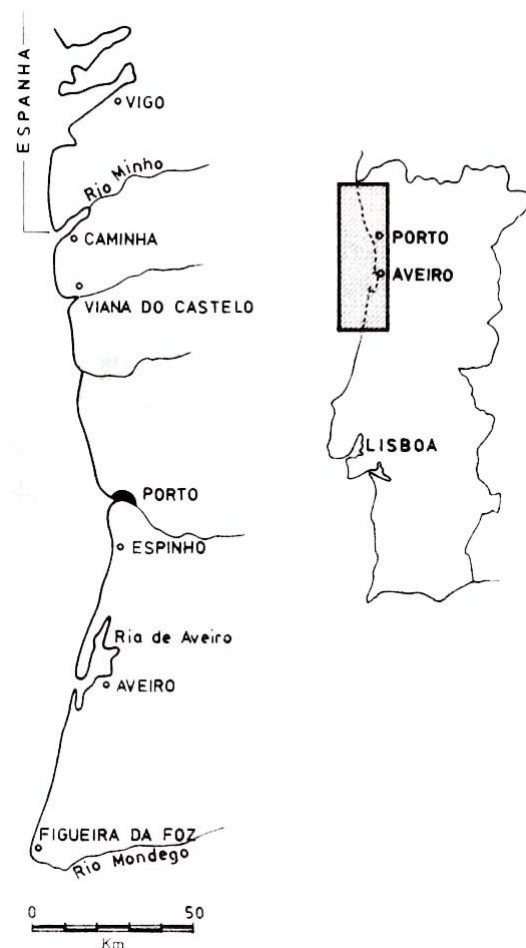 ESPANHA
VIGO
Rio Minho
CAMINHA
VIANA DO CASTELO
PORTO
ESPINHO
Ria de Aveiro
AVEIRO
FIGUEIRA DA FOZ
Rio Mondego
0 50
Km
PORTO
AVEIRO
LISBOA